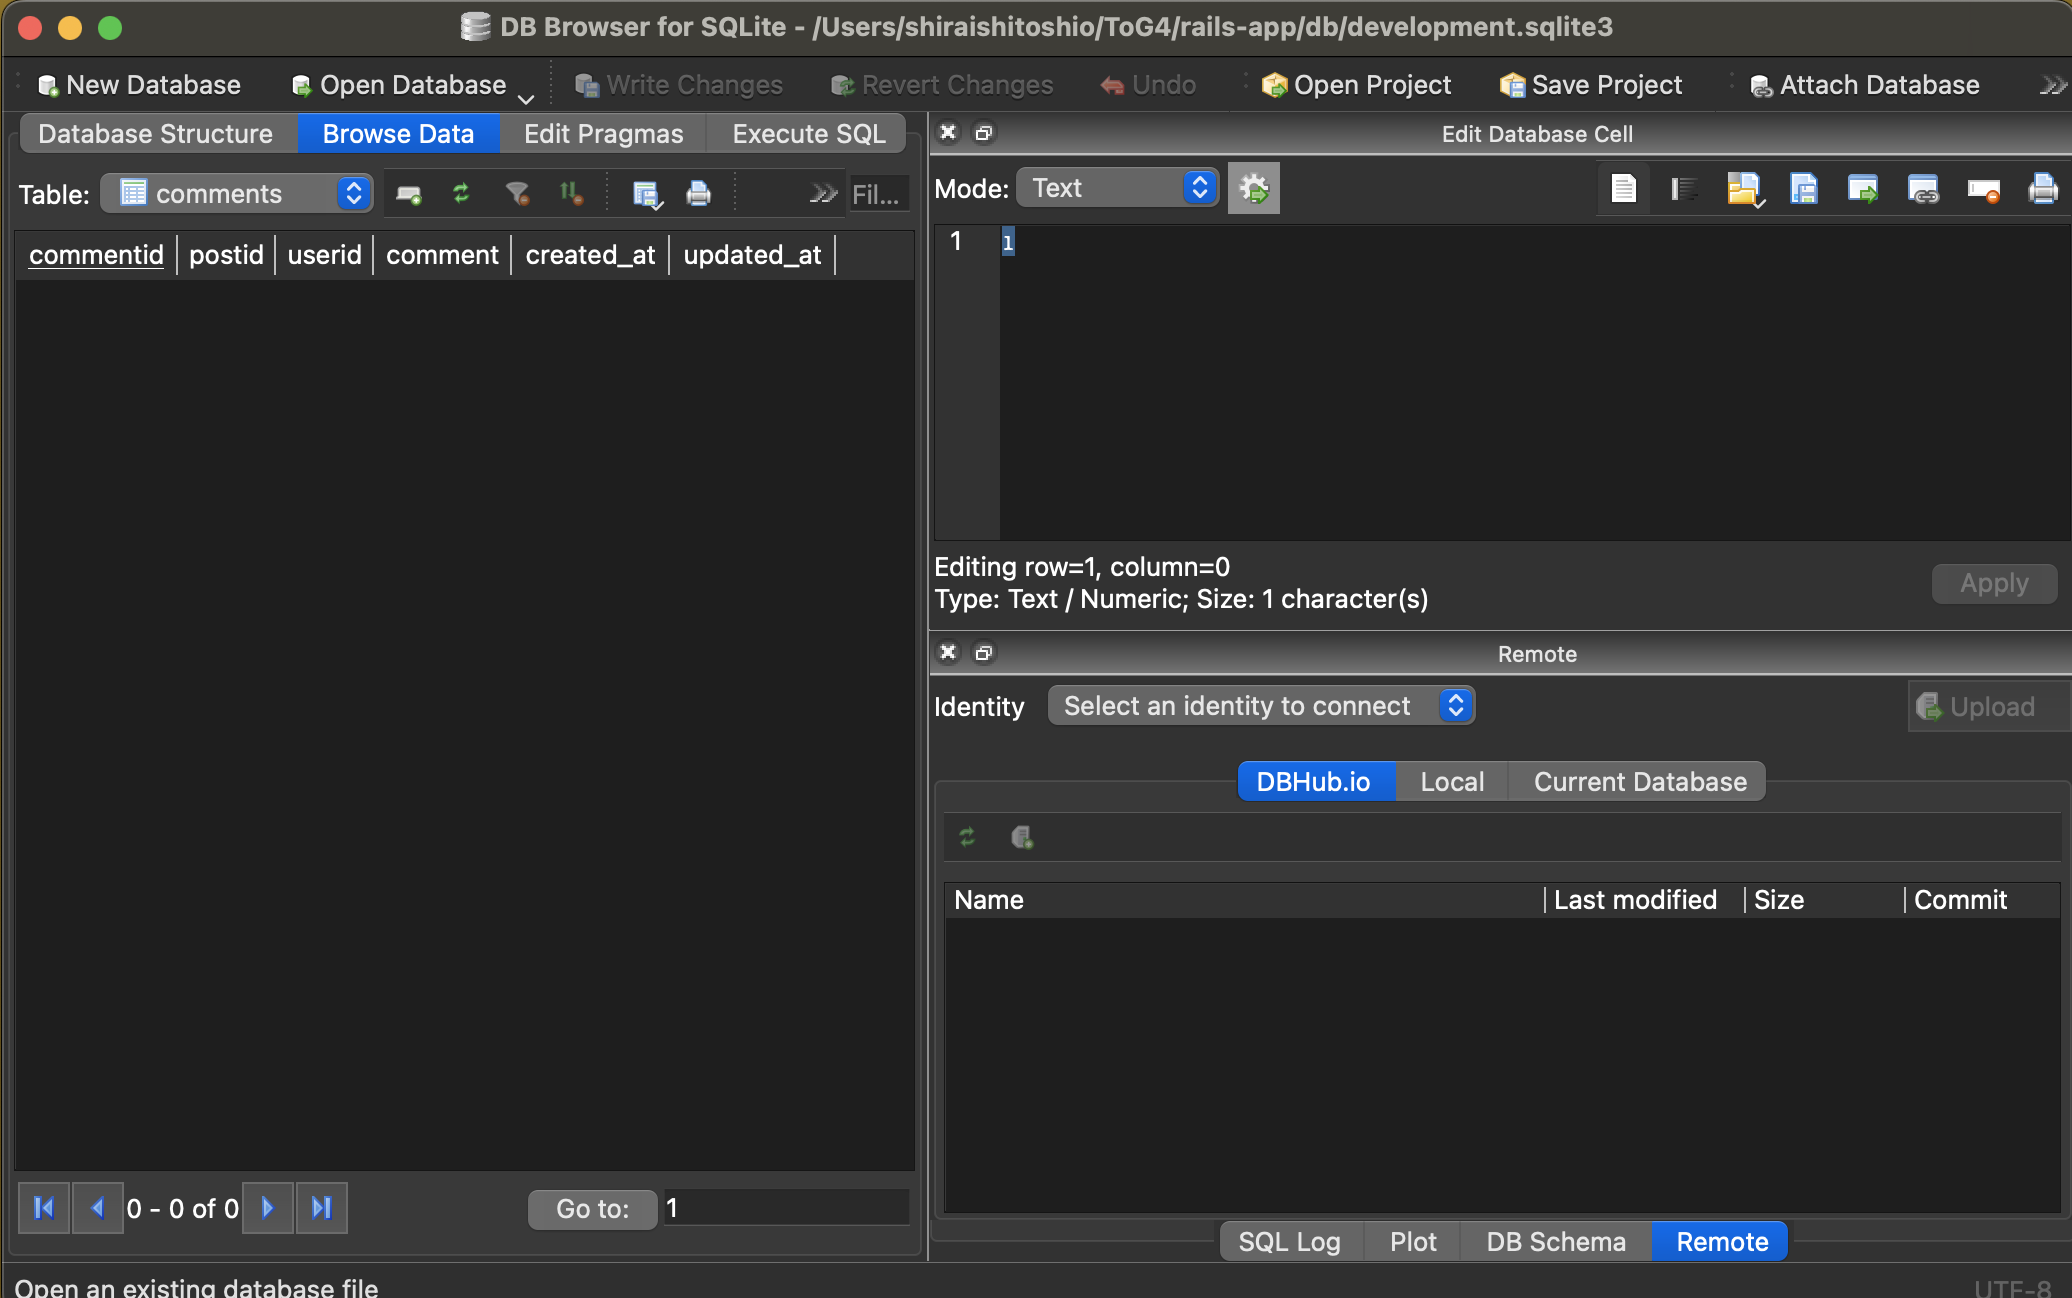 DB Browser for SQLite - /Users/shiraishitoshio/ToG4/rails-app/db/development.sqlite3
New Database Open Database Write Changes Revert Changes Undo Open Project Save Project Attach Database
Database Structure Browse Data Edit Pragmas Execute SQL
Table: comments Fil...
commentid postid userid comment created_at updated_at
0 - 0 of 0 Go to: 1
Edit Database Cell
Mode: Text
1 1
Editing row=1, column=0
Type: Text / Numeric; Size: 1 character(s)
Apply
Remote
Identity Select an identity to connect Upload
DBHub.io Local Current Database
Name Last modified Size Commit
SQL Log Plot DB Schema Remote
Open an existing database file UTF-8